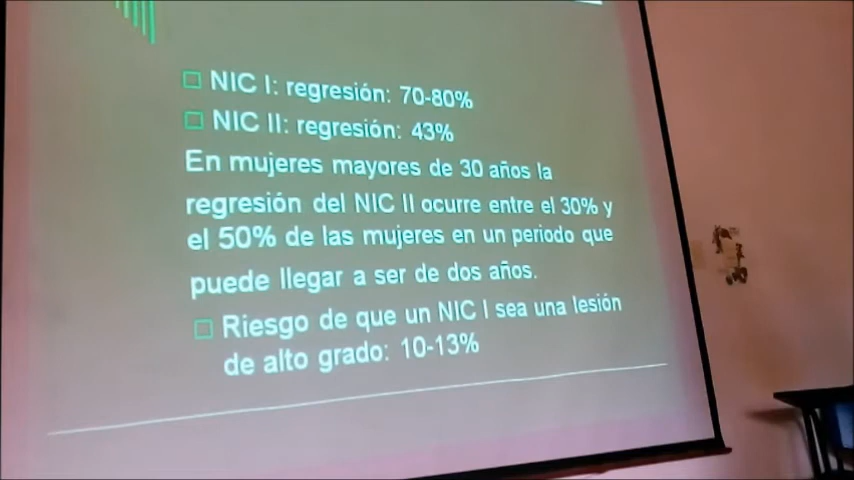 NIC I: regresión: 70-80%
NIC II: regresión: 43%
En mujeres mayores de 30 años la
regresión del NIC II ocurre entre el 30% y
el 50% de las mujeres en un periodo que
puede llegar a ser de dos años.
Riesgo de que un NIC I sea una lesión
de alto grado: 10-13%